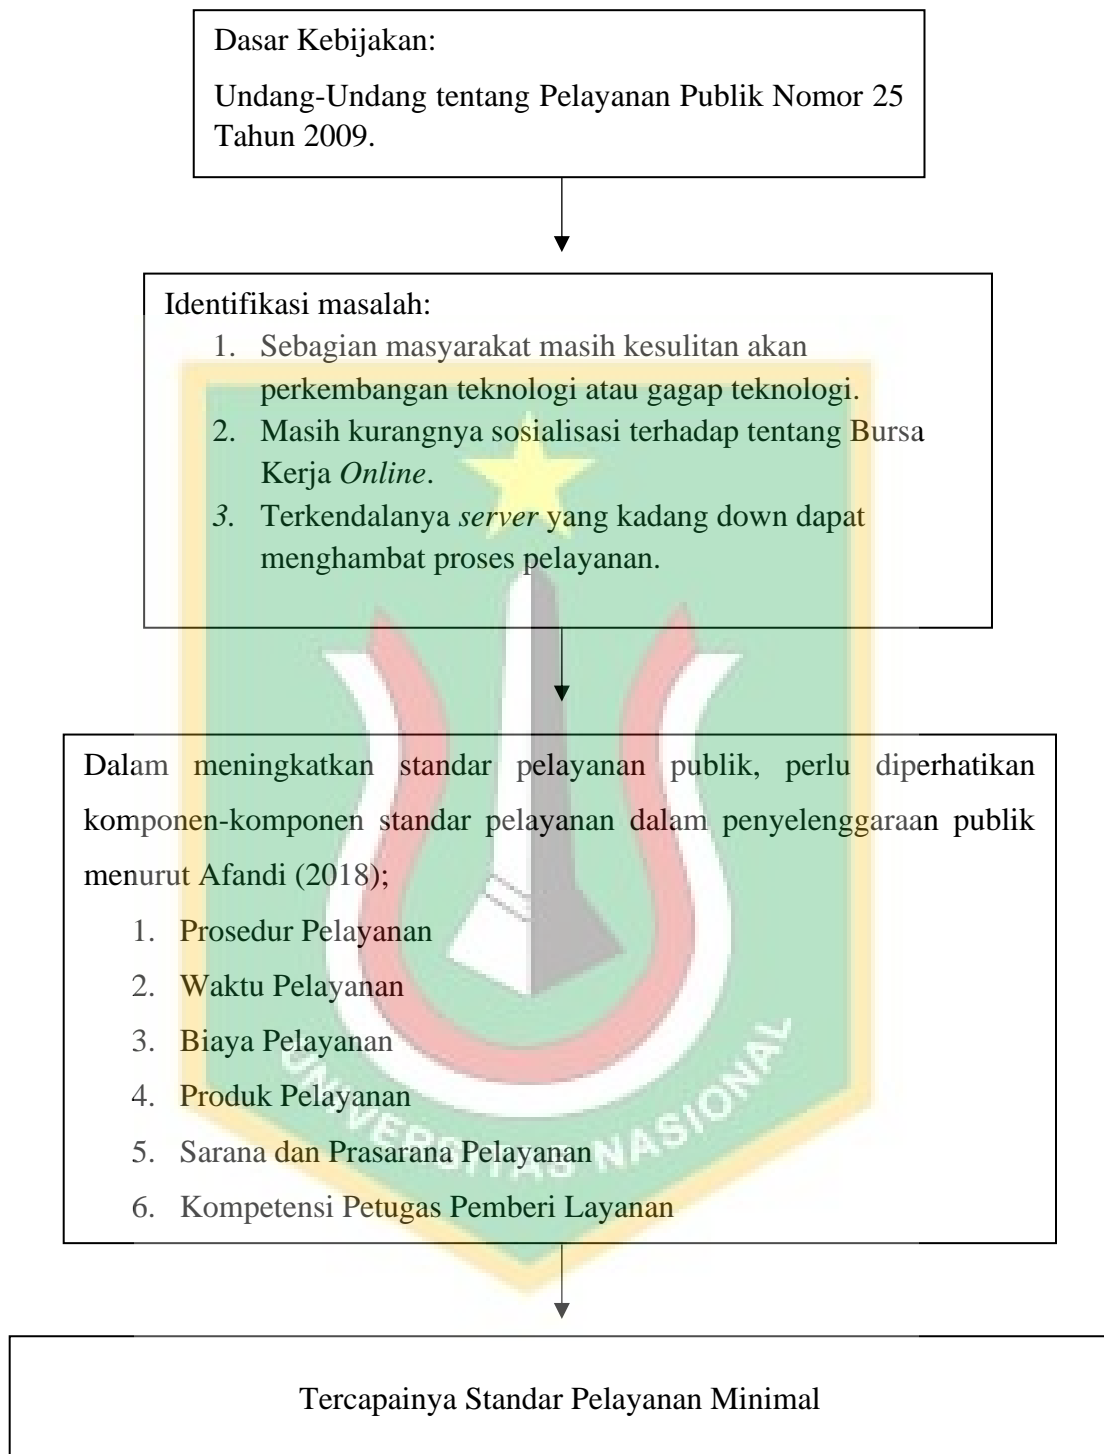 Dasar Kebijakan:
Undang-Undang tentang Pelayanan Publik Nomor 25
Tahun 2009.
Identifikasi masalah:
1. Sebagian masyarakat masih kesulitan akan
perkembangan teknologi atau gagap teknologi.
2. Masih kurangnya sosialisasi terhadap tentang Bursa
Kerja Online.
3. Terkendalanya server yang kadang down dapat
menghambat proses pelayanan.
Dalam meningkatkan standar pelayanan publik, perlu diperhatikan
komponen-komponen standar pelayanan dalam penyelenggaraan publik
menurut Afandi (2018);
1. Prosedur Pelayanan
2. Waktu Pelayanan
3. Biaya Pelayanan
4. Produk Pelayanan
5. Sarana dan Prasarana Pelayanan
6. Kompetensi Petugas Pemberi Layanan
UNIVERSITAS NASIONAL
Tercapainya Standar Pelayanan Minimal